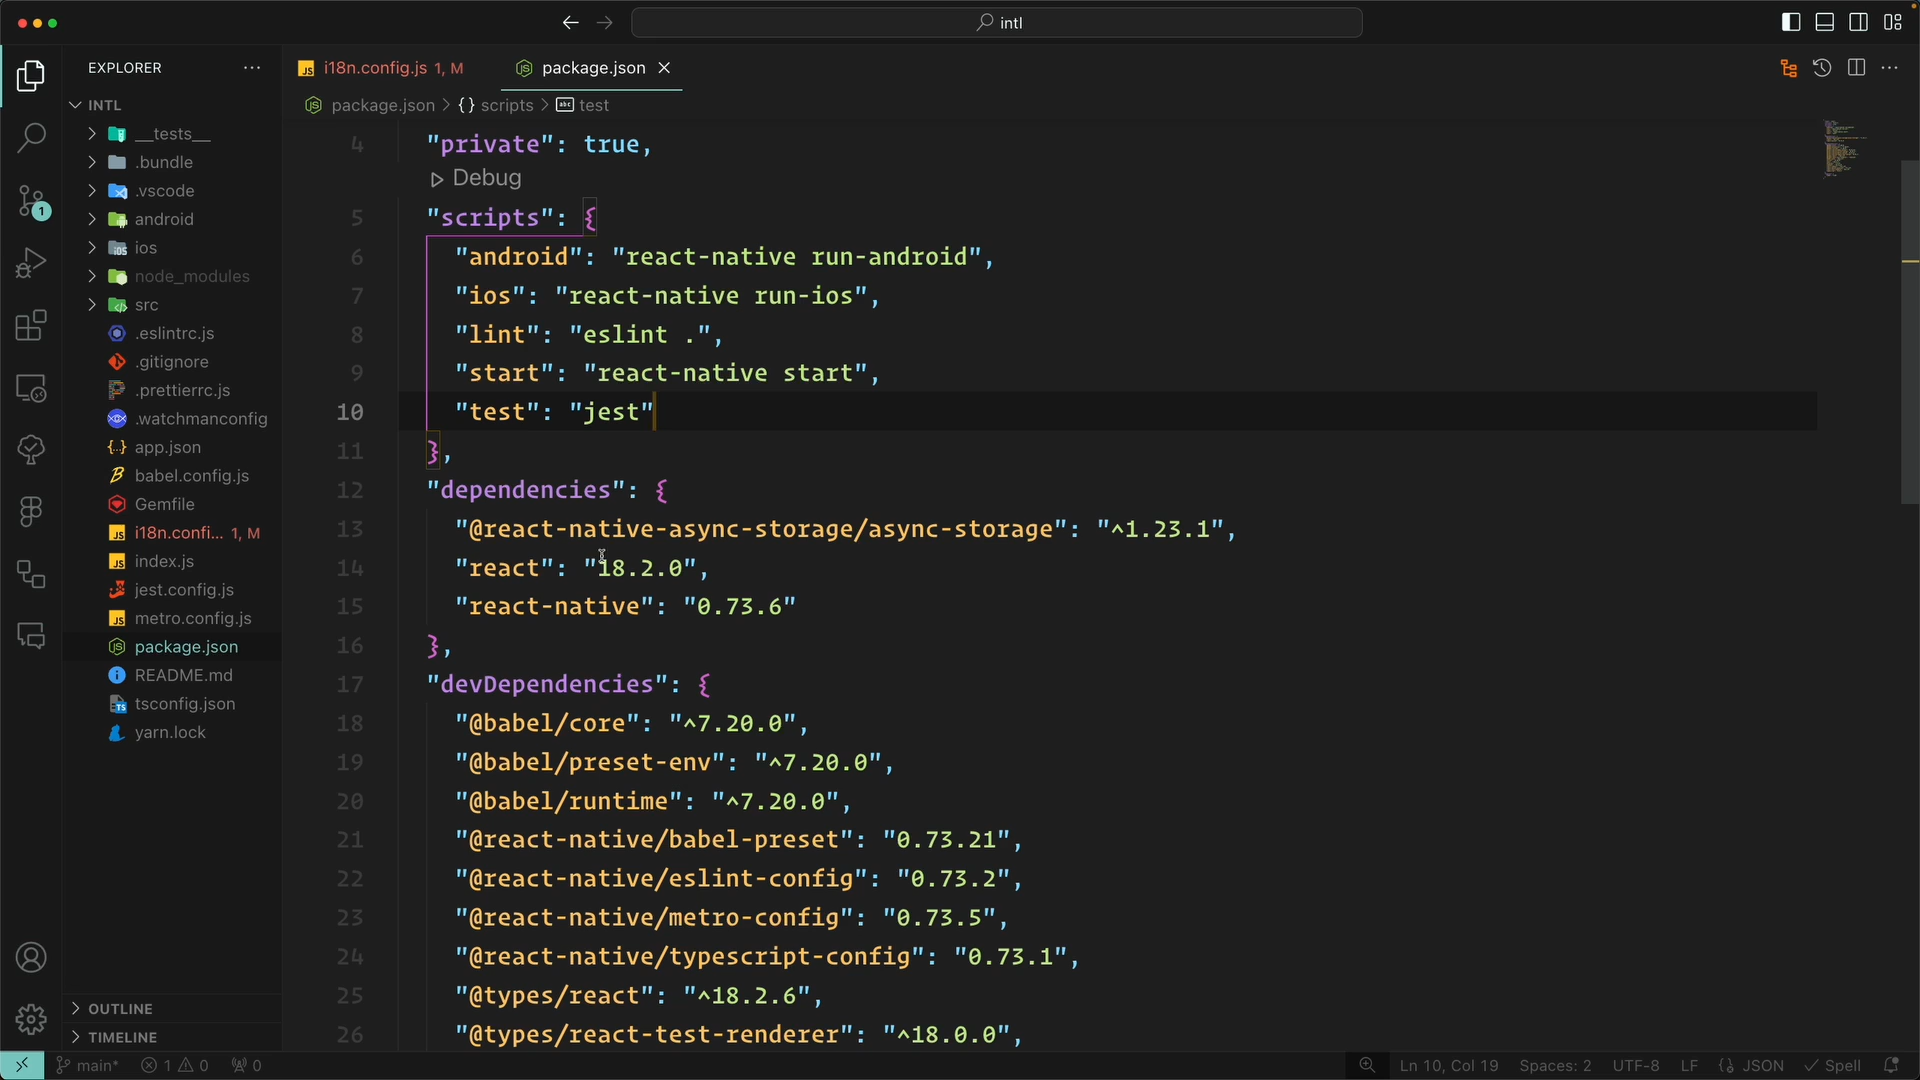 intl
EXPLORER
INTL
__tests__
.bundle
.vscode
android
ios
node_modules
src
.eslintrc.js
.gitignore
.prettierrc.js
.watchmanconfig
app.json
babel.config.js
Gemfile
i18n.confi... 1, M
index.js
jest.config.js
metro.config.js
package.json
README.md
tsconfig.json
yarn.lock
OUTLINE
TIMELINE
i18n.config.js 1, M
package.json
package.json > {} scripts > abc test
4 "private": true,
Debug
5 "scripts": {
6 "android": "react-native run-android",
7 "ios": "react-native run-ios",
8 "lint": "eslint .",
9 "start": "react-native start",
10 "test": "jest"
11 },
12 "dependencies": {
13 "@react-native-async-storage/async-storage": "^1.23.1",
14 "react": "18.2.0",
15 "react-native": "0.73.6"
16 },
17 "devDependencies": {
18 "@babel/core": "^7.20.0",
19 "@babel/preset-env": "^7.20.0",
20 "@babel/runtime": "^7.20.0",
21 "@react-native/babel-preset": "0.73.21",
22 "@react-native/eslint-config": "0.73.2",
23 "@react-native/metro-config": "0.73.5",
24 "@react-native/typescript-config": "0.73.1",
25 "@types/react": "^18.2.6",
26 "@types/react-test-renderer": "^18.0.0",
main* 1 0 0 Ln 10, Col 19 Spaces: 2 UTF-8 LF {} JSON Spell